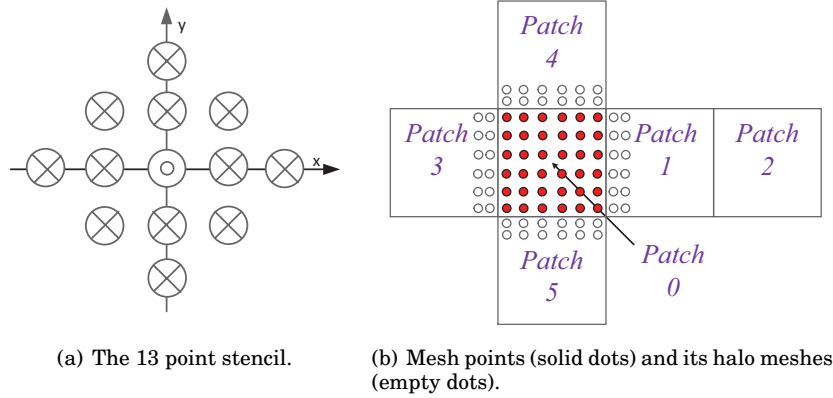 y
x
(a) The 13 point stencil.
Patch
4
Patch
3
Patch
1
Patch
2
Patch
5
Patch
0
(b) Mesh points (solid dots) and its halo meshes
(empty dots).